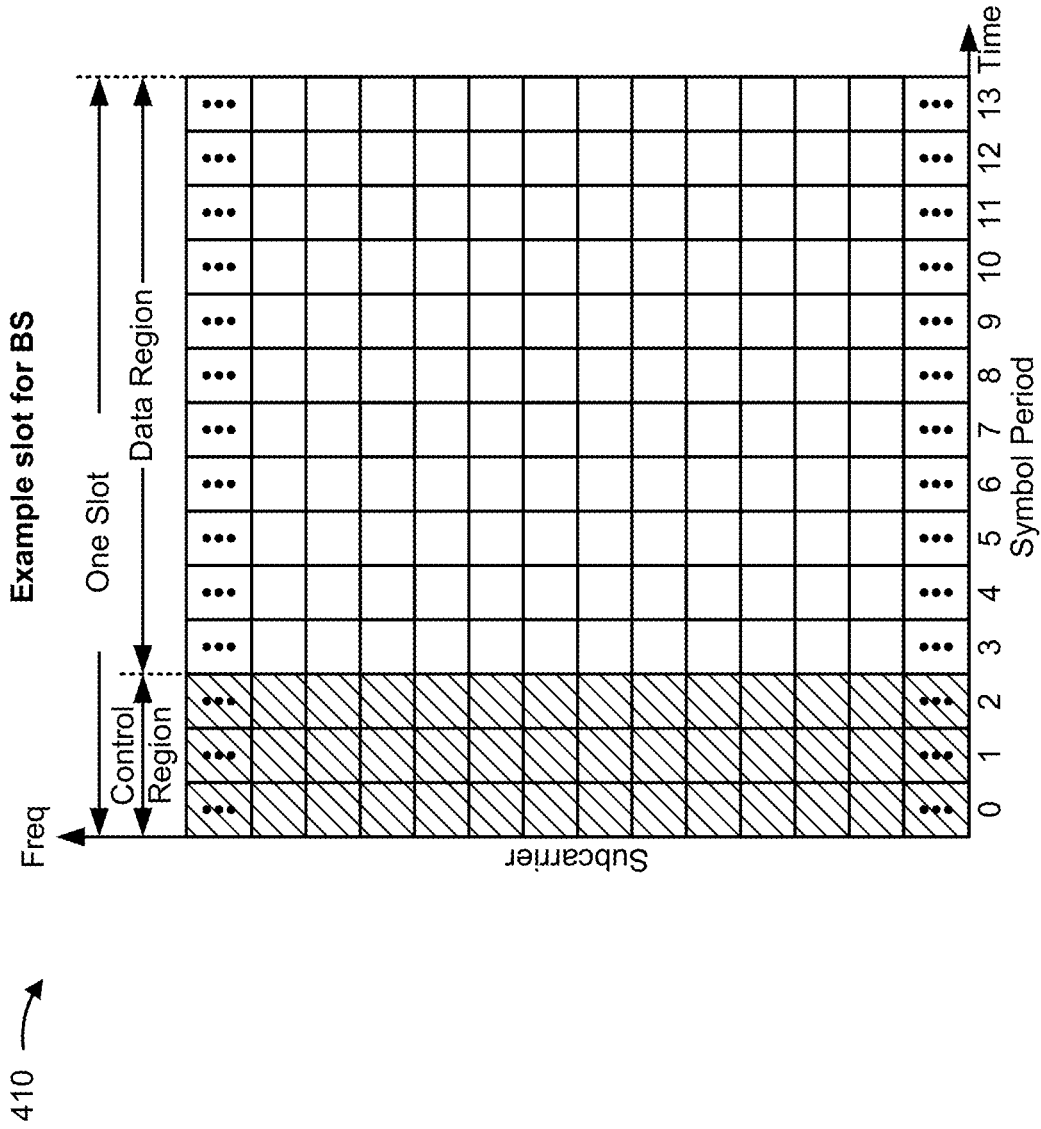 410
Example slot for BS
One Slot
Control
Region
Data Region
Freq
Subcarrier
0 1 2 3 4 5 6 7 8 9 10 11 12 13
Time
Symbol Period